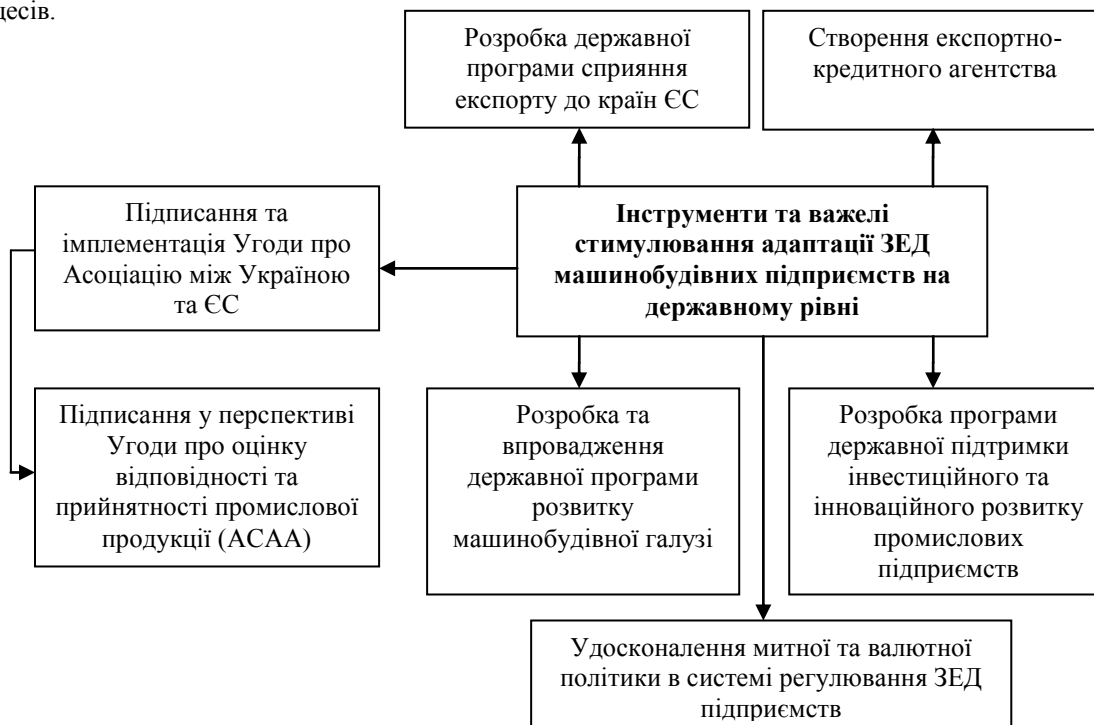 цесів.
Розробка державної
програми сприяння
експорту до країн ЄС
Створення експортно-
кредитного агентства
Підписання та
імплементація Угоди про
Асоціацію між Україною
та ЄС
Інструменти та важелі
стимулювання адаптації ЗЕД
машинобудівних підприємств на
державному рівні
Підписання у перспективі
Угоди про оцінку
відповідності та
прийнятності промислової
продукції (АСАА)
Розробка та
впровадження
державної програми
розвитку
машинобудівної галузі
Розробка програми
державної підтримки
інвестиційного та
інноваційного розвитку
промислових
підприємств
Удосконалення митної та валютної
політики в системі регулювання ЗЕД
підприємств